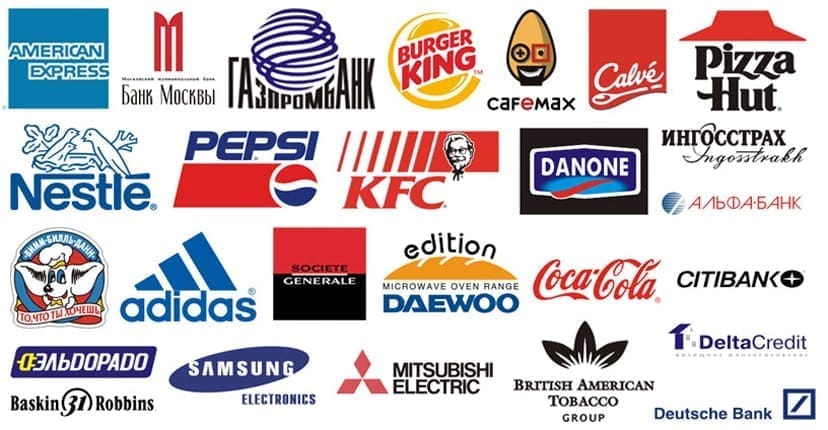 AMERICAN
EXPRESS
Московский муниципальный банк
Банк Москвы
ГАЗПРОМБАНК
BURGER
KING™
cafemax
Calvé
Pizza
Hut®
Nestlé®
PEPSI®
KFC®
DANONE
ИНГОССТРАХ
Ingosstrakh
АЛЬФА·БАНК
·ВИММ·БИЛЛЬ·ДАНН·
ТО,ЧТО ТЫ ХОЧЕШЬ
adidas®
SOCIETE
GENERALE
edition
MICROWAVE OVEN RANGE
DAEWOO
Coca-Cola®
CITIBANK
ЭЛЬDОРАDО
Baskin 31 Robbins
SAMSUNG
ELECTRONICS
MITSUBISHI
ELECTRIC
BRITISH AMERICAN
TOBACCO
GROUP
DeltaCredit
Deutsche Bank